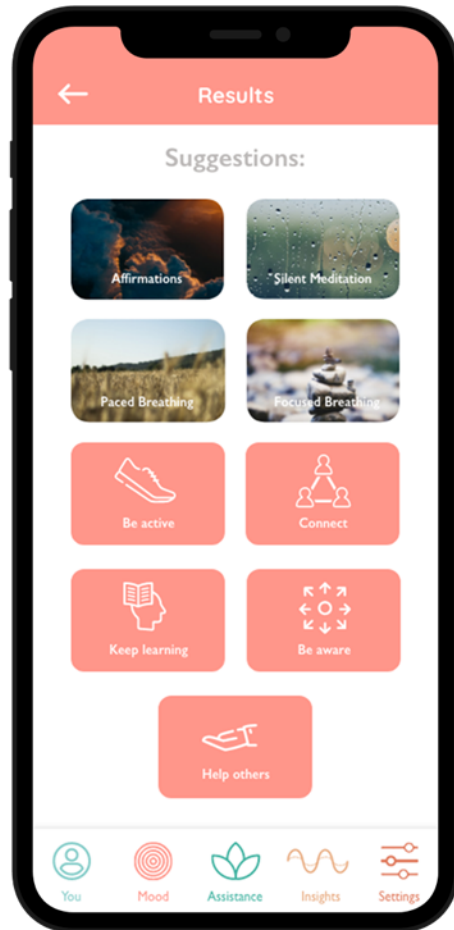 Results
Suggestions:
Affirmations
Silent Meditation
Paced Breathing
Focused Breathing
Be active
Connect
Keep learning
Be aware
Help others
You
Mood
Assistance
Insights
Settings